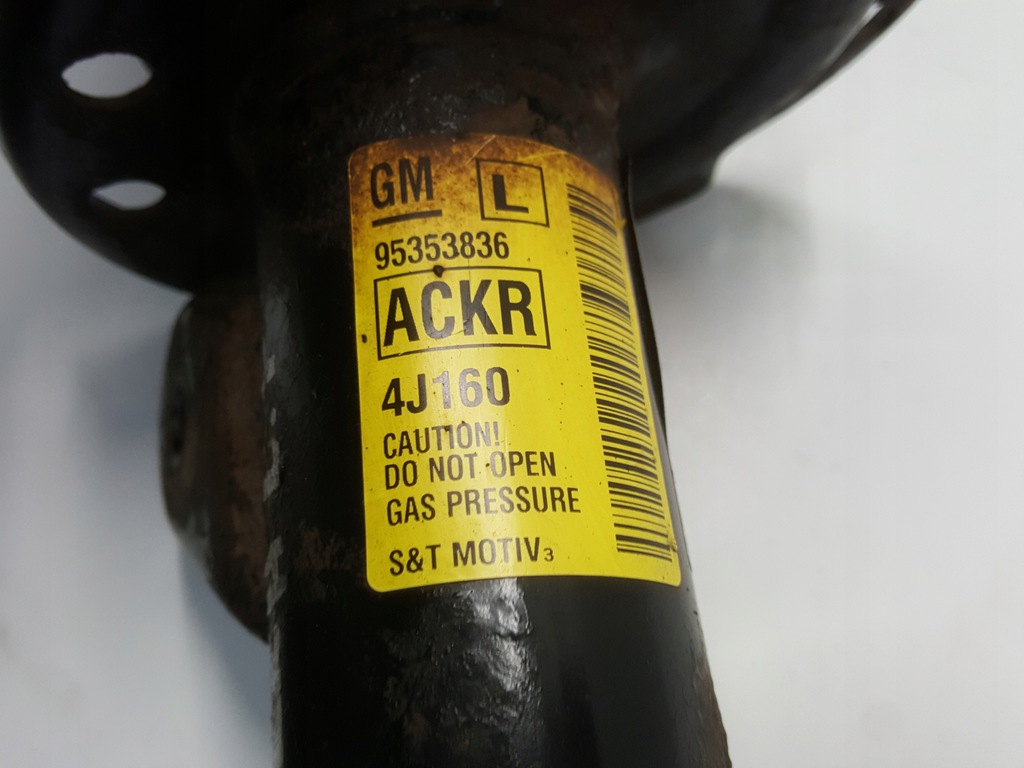 GM L
95353836
ACKR
4J160
CAUTION!
DO NOT OPEN
GAS PRESSURE
S&T MOTIV3